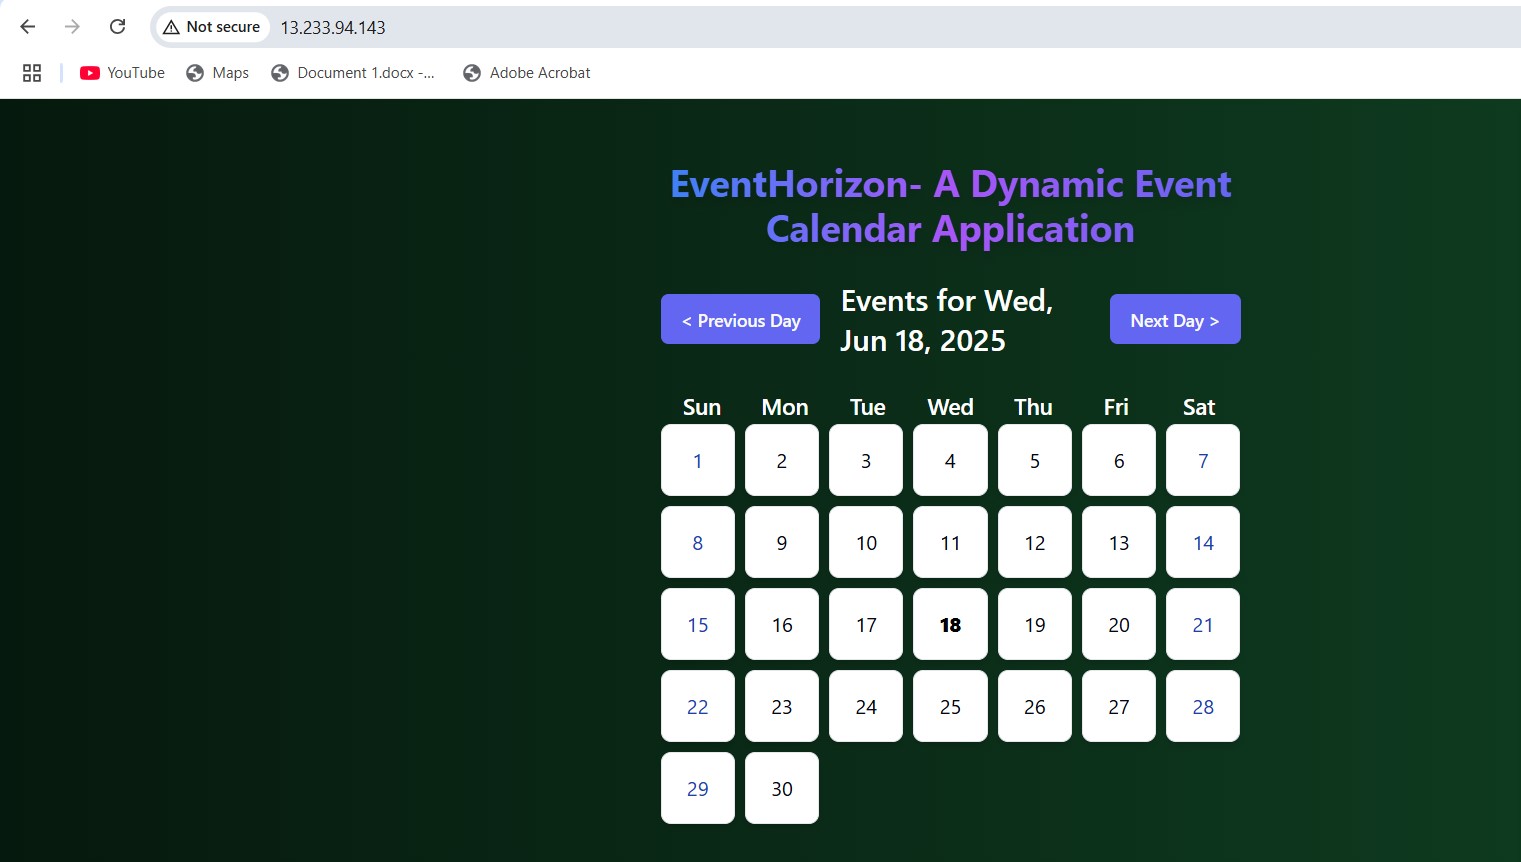 Not secure 13.233.94.143
YouTube Maps Document 1.docx -... Adobe Acrobat
EventHorizon- A Dynamic Event
Calendar Application
< Previous Day
Events for Wed,
Jun 18, 2025
Next Day >
Sun Mon Tue Wed Thu Fri Sat
1 2 3 4 5 6 7
8 9 10 11 12 13 14
15 16 17 18 19 20 21
22 23 24 25 26 27 28
29 30